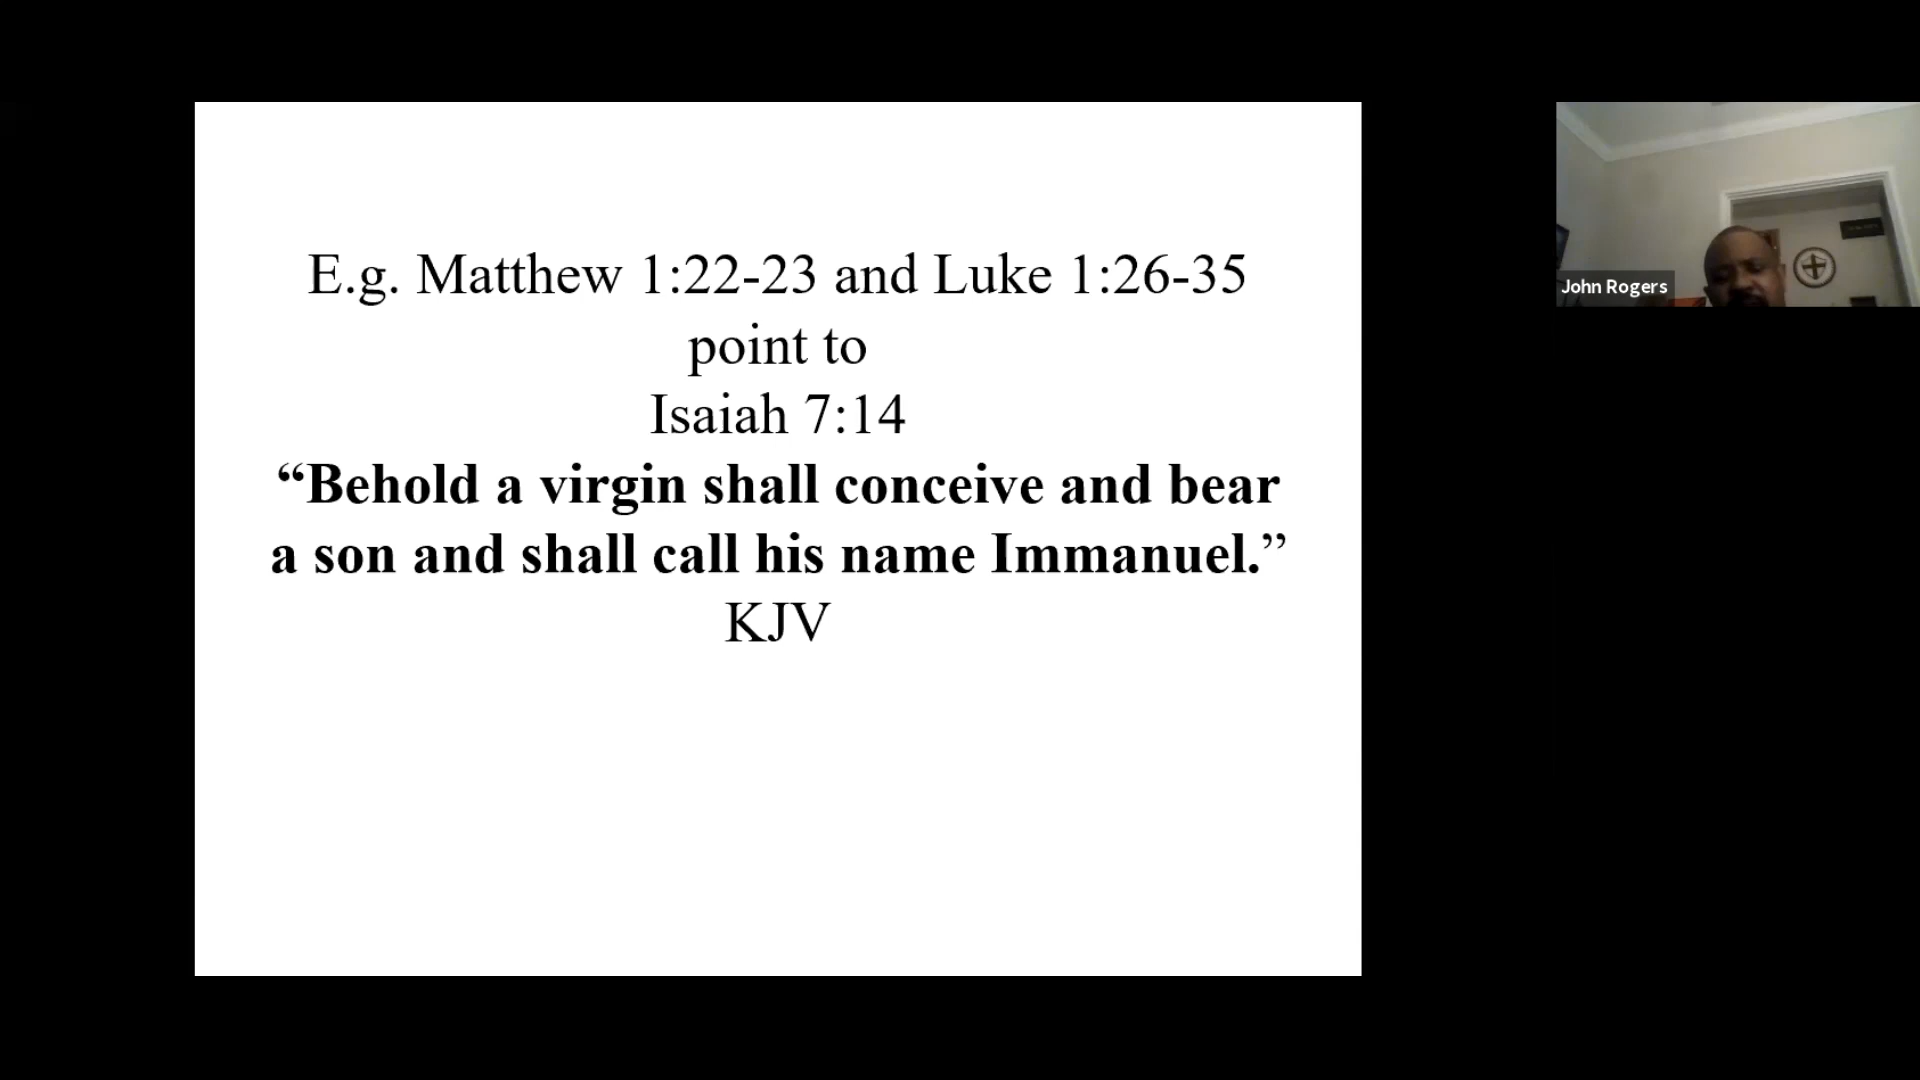 E.g. Matthew 1:22-23 and Luke 1:26-35
point to
Isaiah 7:14
“Behold a virgin shall conceive and bear
a son and shall call his name Immanuel.”
KJV
John Rogers